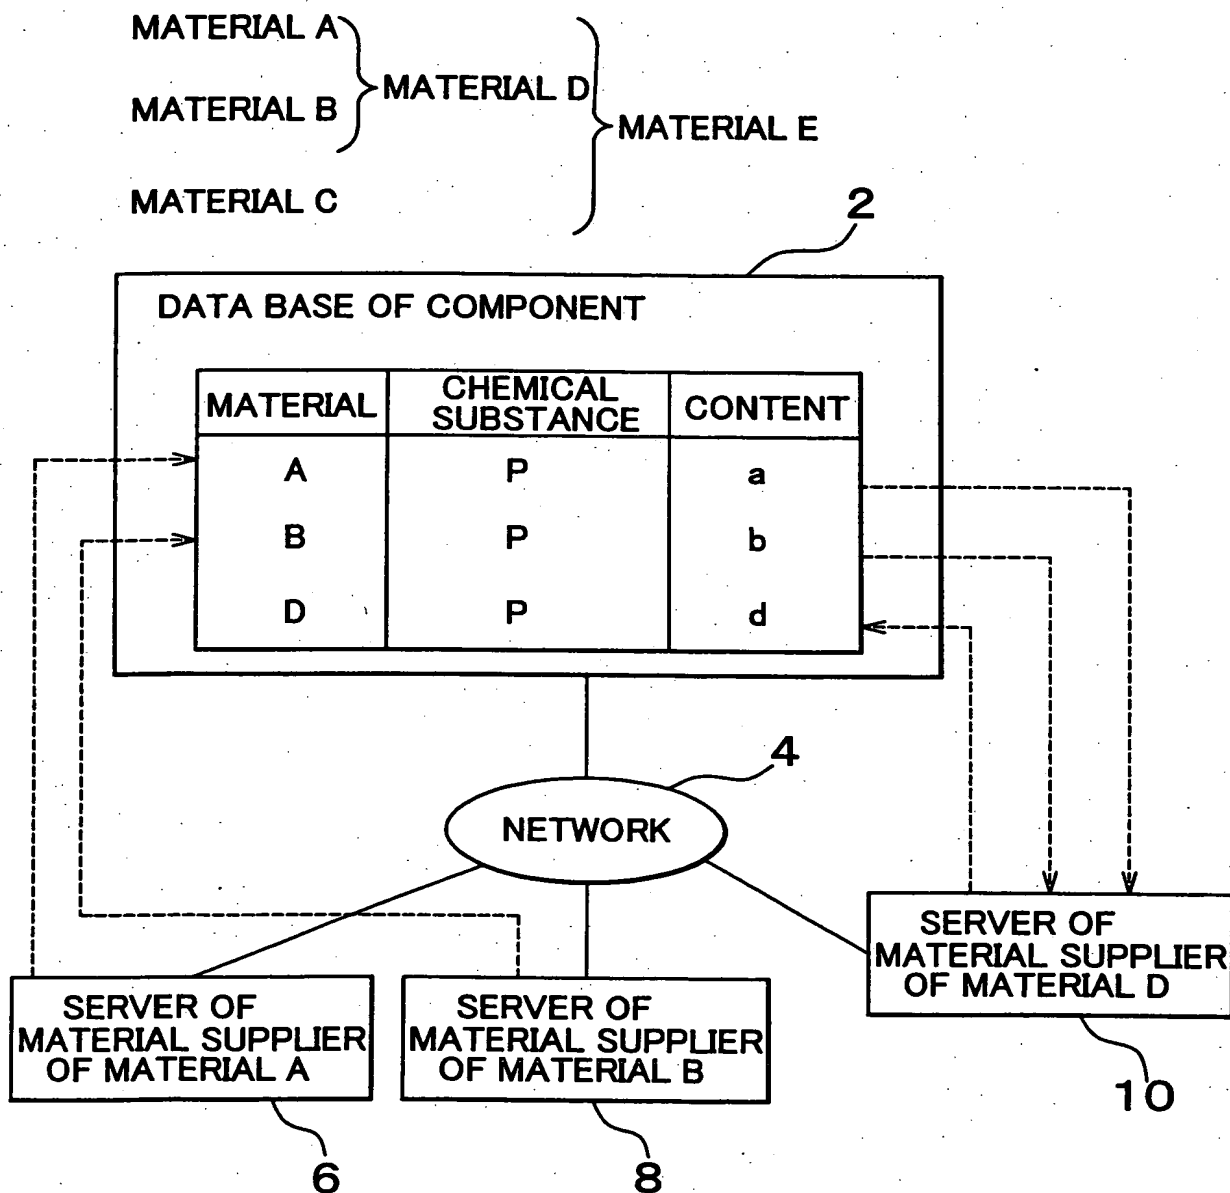 MATERIAL A
MATERIAL D
MATERIAL B
MATERIAL E
MATERIAL C
2
DATA BASE OF COMPONENT
MATERIAL
CHEMICAL
SUBSTANCE
CONTENT
A P a
B P b
D P d
4
NETWORK
SERVER OF
MATERIAL SUPPLIER
OF MATERIAL D
10
SERVER OF
MATERIAL SUPPLIER
OF MATERIAL A
6
SERVER OF
MATERIAL SUPPLIER
OF MATERIAL B
8